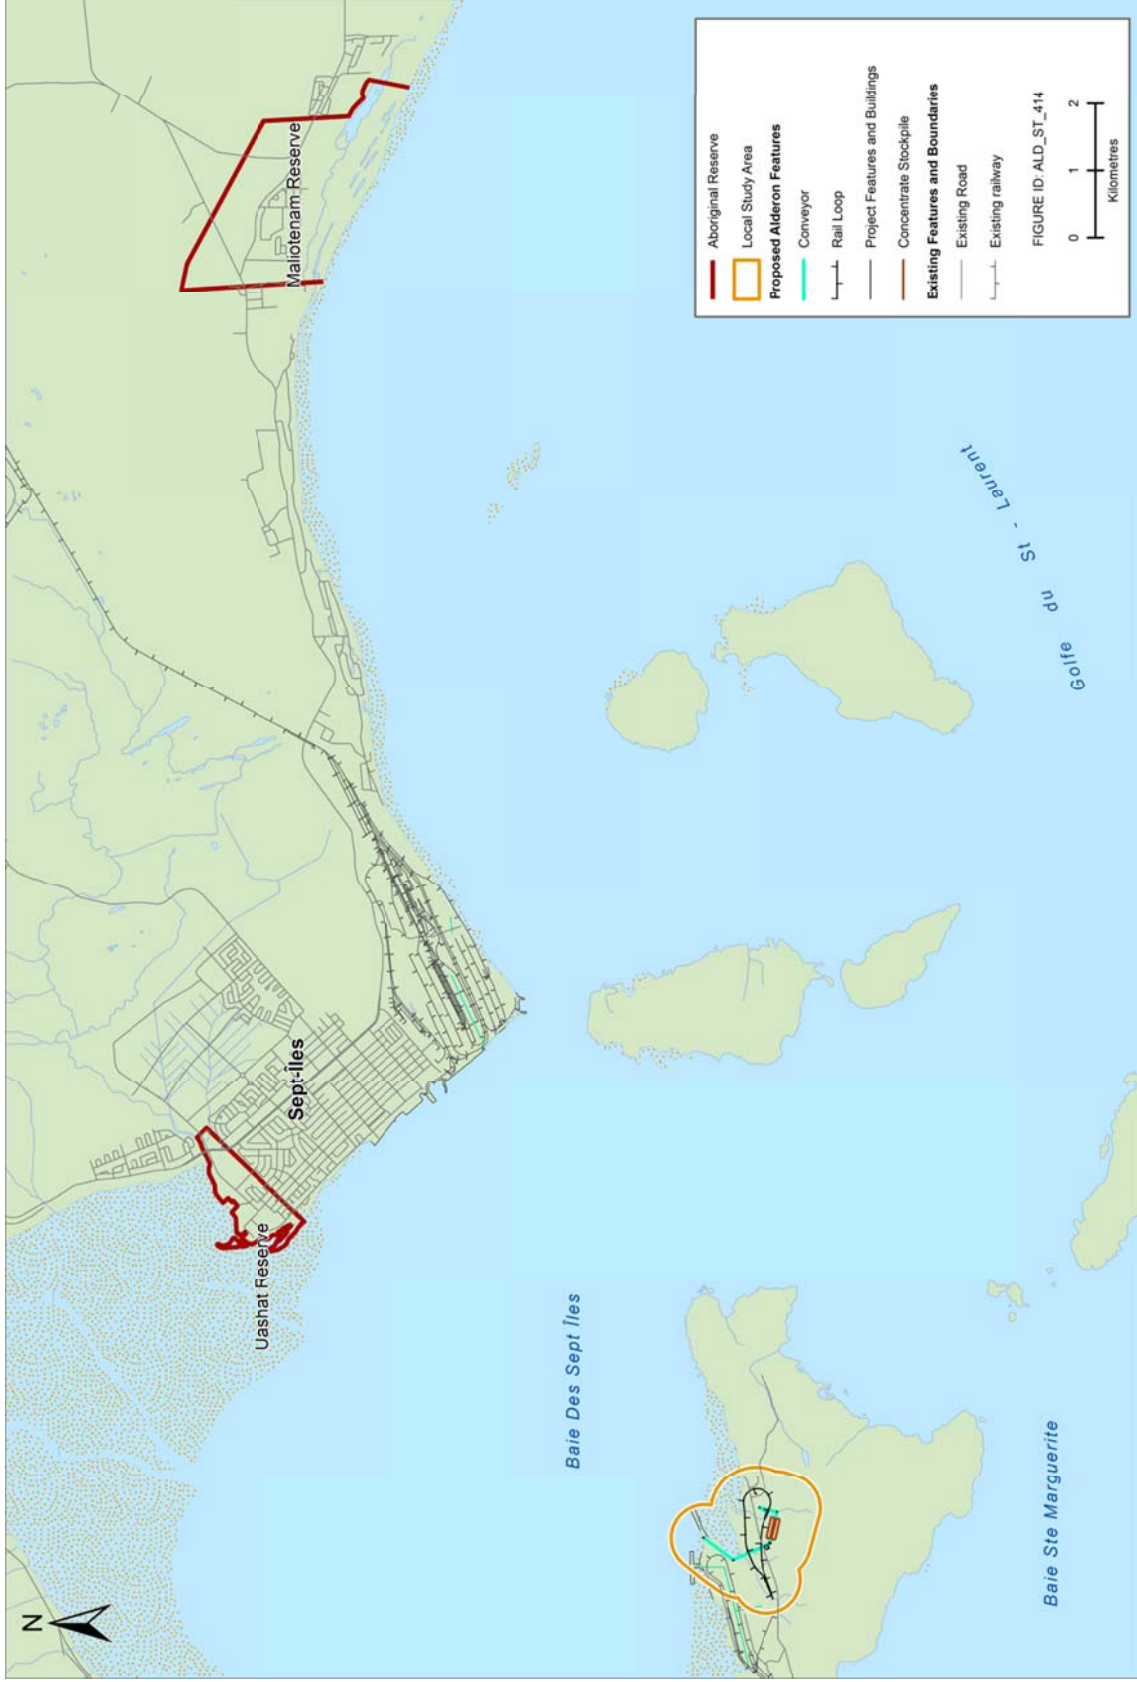 N
Maliotenam Reserve
Sept-Îles
Uashat Reserve
Baie Des Sept Îles
Golfe du St - Laurent
Baie Ste Marguerite
Aboriginal Reserve
Local Study Area
Proposed Alderon Features
Conveyor
Rail Loop
Project Features and Buildings
Concentrate Stockpile
Existing Features and Boundaries
Existing Road
Existing railway
FIGURE ID: ALD_ST_414
0 1 2
Kilometres